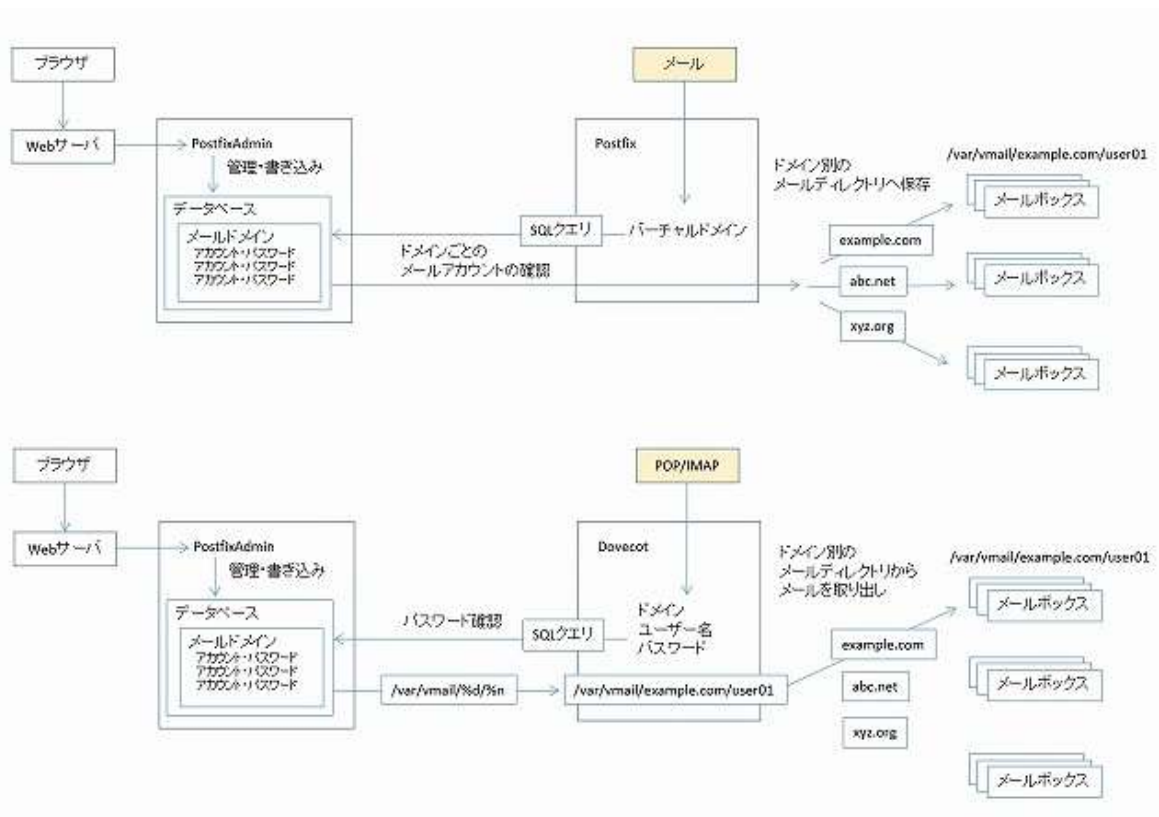 ブラウザ
メール
Webサーバ
PostfixAdmin
管理・書き込み
データベース
メールドメイン
アカウント・パスワード
アカウント・パスワード
アカウント・パスワード
ドメインごとの
メールアカウントの確認
Postfix
SQLクエリ
バーチャルドメイン
ドメイン別の
メールディレクトリへ保存
example.com
abc.net
xyz.org
/var/vmail/example.com/user01
メールボックス
メールボックス
メールボックス
ブラウザ
POP/IMAP
Webサーバ
PostfixAdmin
管理・書き込み
データベース
メールドメイン
アカウント・パスワード
アカウント・パスワード
アカウント・パスワード
パスワード確認
/var/vmail/%d/%n
Dovecot
SQLクエリ
ドメイン
ユーザー名
パスワード
/var/vmail/example.com/user01
ドメイン別の
メールディレクトリから
メールを取り出し
example.com
abc.net
xyz.org
/var/vmail/example.com/user01
メールボックス
メールボックス
メールボックス